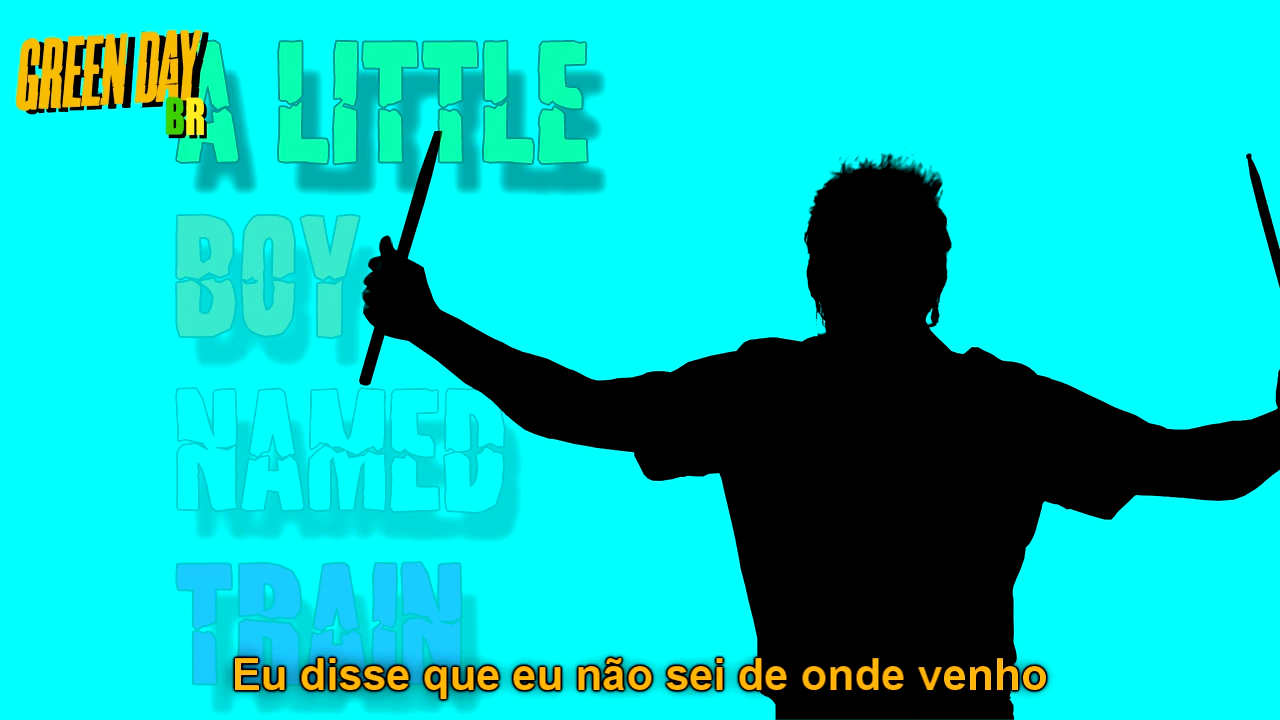 GREEN DAY
BR
A LITTLE
BOY
NAMED
TRAIN
Eu disse que eu não sei de onde venho